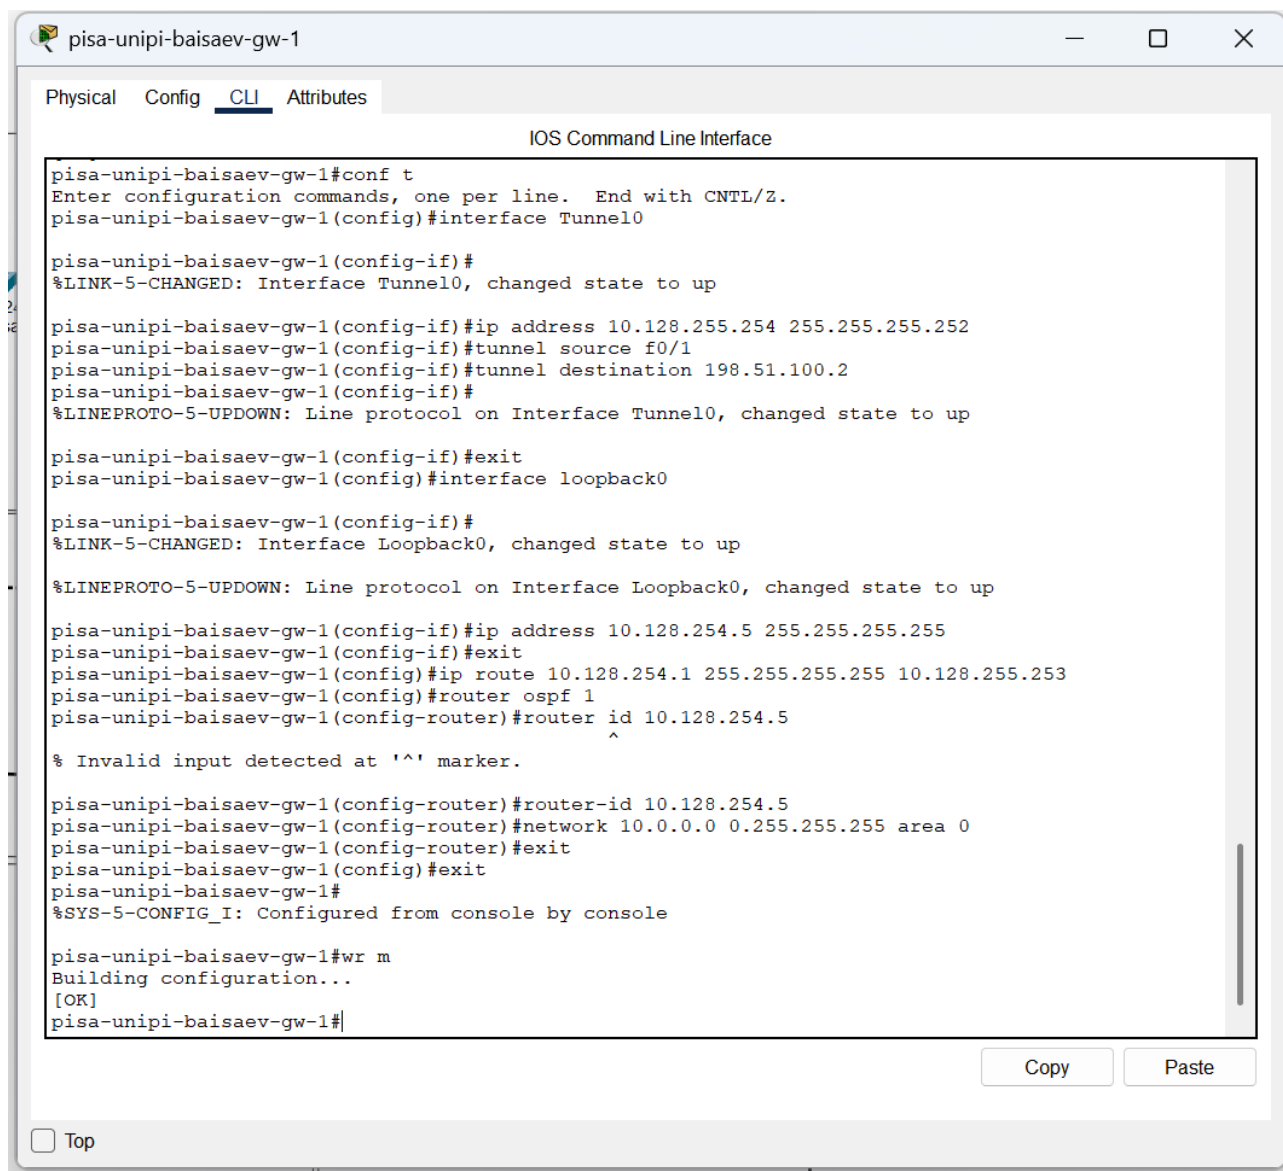 pisa-unipi-baisaev-gw-1
Physical Config CLI Attributes
IOS Command Line Interface
pisa-unipi-baisaev-gw-1#conf t
Enter configuration commands, one per line.  End with CNTL/Z.
pisa-unipi-baisaev-gw-1(config)#interface Tunnel0
pisa-unipi-baisaev-gw-1(config-if)#
%LINK-5-CHANGED: Interface Tunnel0, changed state to up
pisa-unipi-baisaev-gw-1(config-if)#ip address 10.128.255.254 255.255.255.252
pisa-unipi-baisaev-gw-1(config-if)#tunnel source f0/1
pisa-unipi-baisaev-gw-1(config-if)#tunnel destination 198.51.100.2
pisa-unipi-baisaev-gw-1(config-if)#
%LINEPROTO-5-UPDOWN: Line protocol on Interface Tunnel0, changed state to up
pisa-unipi-baisaev-gw-1(config-if)#exit
pisa-unipi-baisaev-gw-1(config)#interface loopback0
pisa-unipi-baisaev-gw-1(config-if)#
%LINK-5-CHANGED: Interface Loopback0, changed state to up
%LINEPROTO-5-UPDOWN: Line protocol on Interface Loopback0, changed state to up
pisa-unipi-baisaev-gw-1(config-if)#ip address 10.128.254.5 255.255.255.255
pisa-unipi-baisaev-gw-1(config-if)#exit
pisa-unipi-baisaev-gw-1(config)#ip route 10.128.254.1 255.255.255.255 10.128.255.253
pisa-unipi-baisaev-gw-1(config)#router ospf 1
pisa-unipi-baisaev-gw-1(config-router)#router id 10.128.254.5
^
% Invalid input detected at '^' marker.
pisa-unipi-baisaev-gw-1(config-router)#router-id 10.128.254.5
pisa-unipi-baisaev-gw-1(config-router)#network 10.0.0.0 0.255.255.255 area 0
pisa-unipi-baisaev-gw-1(config-router)#exit
pisa-unipi-baisaev-gw-1(config)#exit
pisa-unipi-baisaev-gw-1#
%SYS-5-CONFIG_I: Configured from console by console
pisa-unipi-baisaev-gw-1#wr m
Building configuration...
[OK]
pisa-unipi-baisaev-gw-1#
Copy Paste
Top